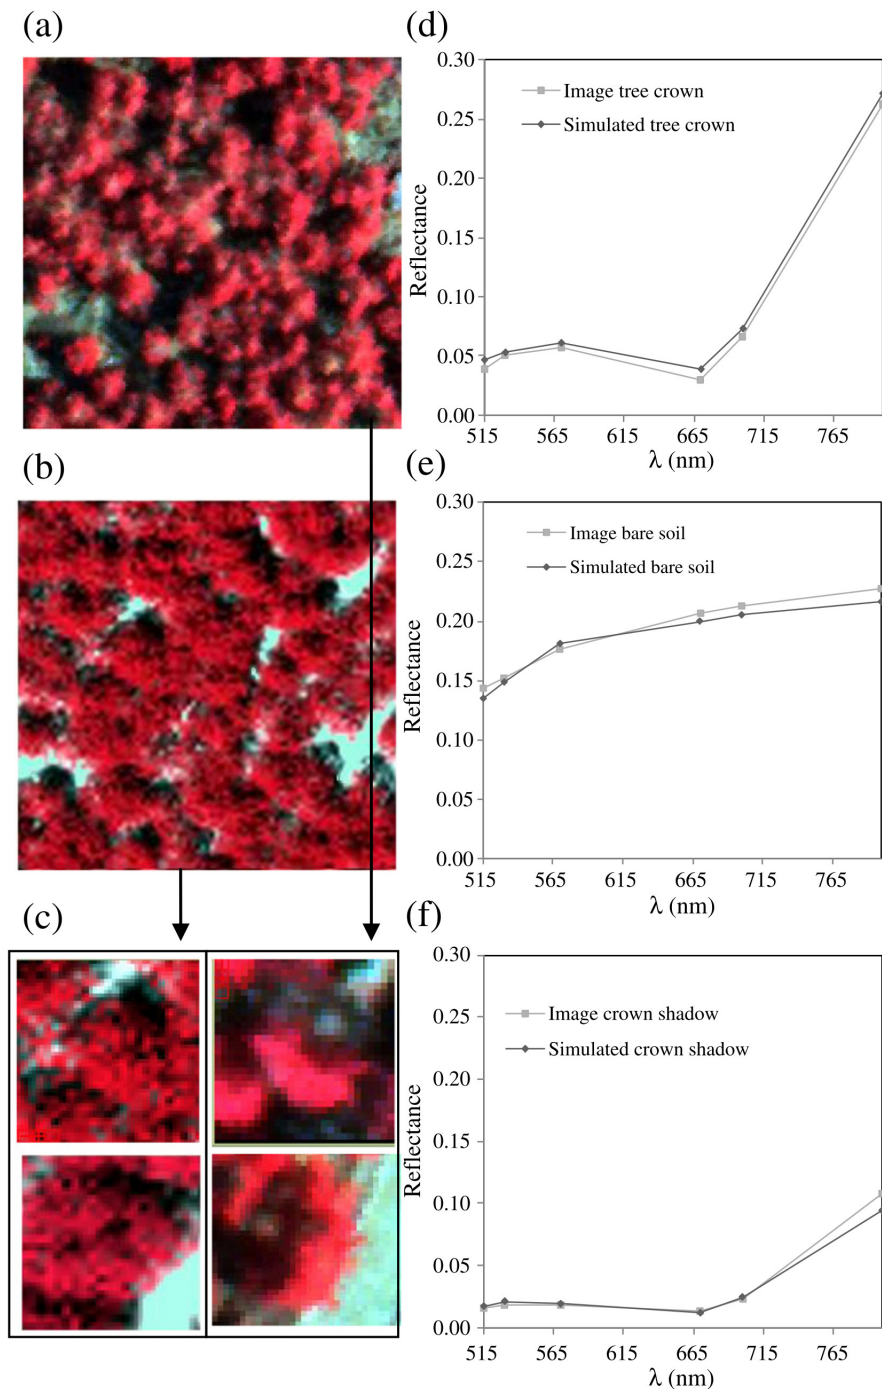 (a)
(b)
(c)
(d)
0.30
0.25
0.20
0.15
0.10
0.05
0.00
Reflectance
Image tree crown
Simulated tree crown
515 565 615 665 715 765
λ (nm)
(e)
0.30
0.25
0.20
0.15
0.10
0.05
0.00
Reflectance
Image bare soil
Simulated bare soil
515 565 615 665 715 765
λ (nm)
(f)
0.30
0.25
0.20
0.15
0.10
0.05
0.00
Reflectance
Image crown shadow
Simulated crown shadow
515 565 615 665 715 765
λ (nm)